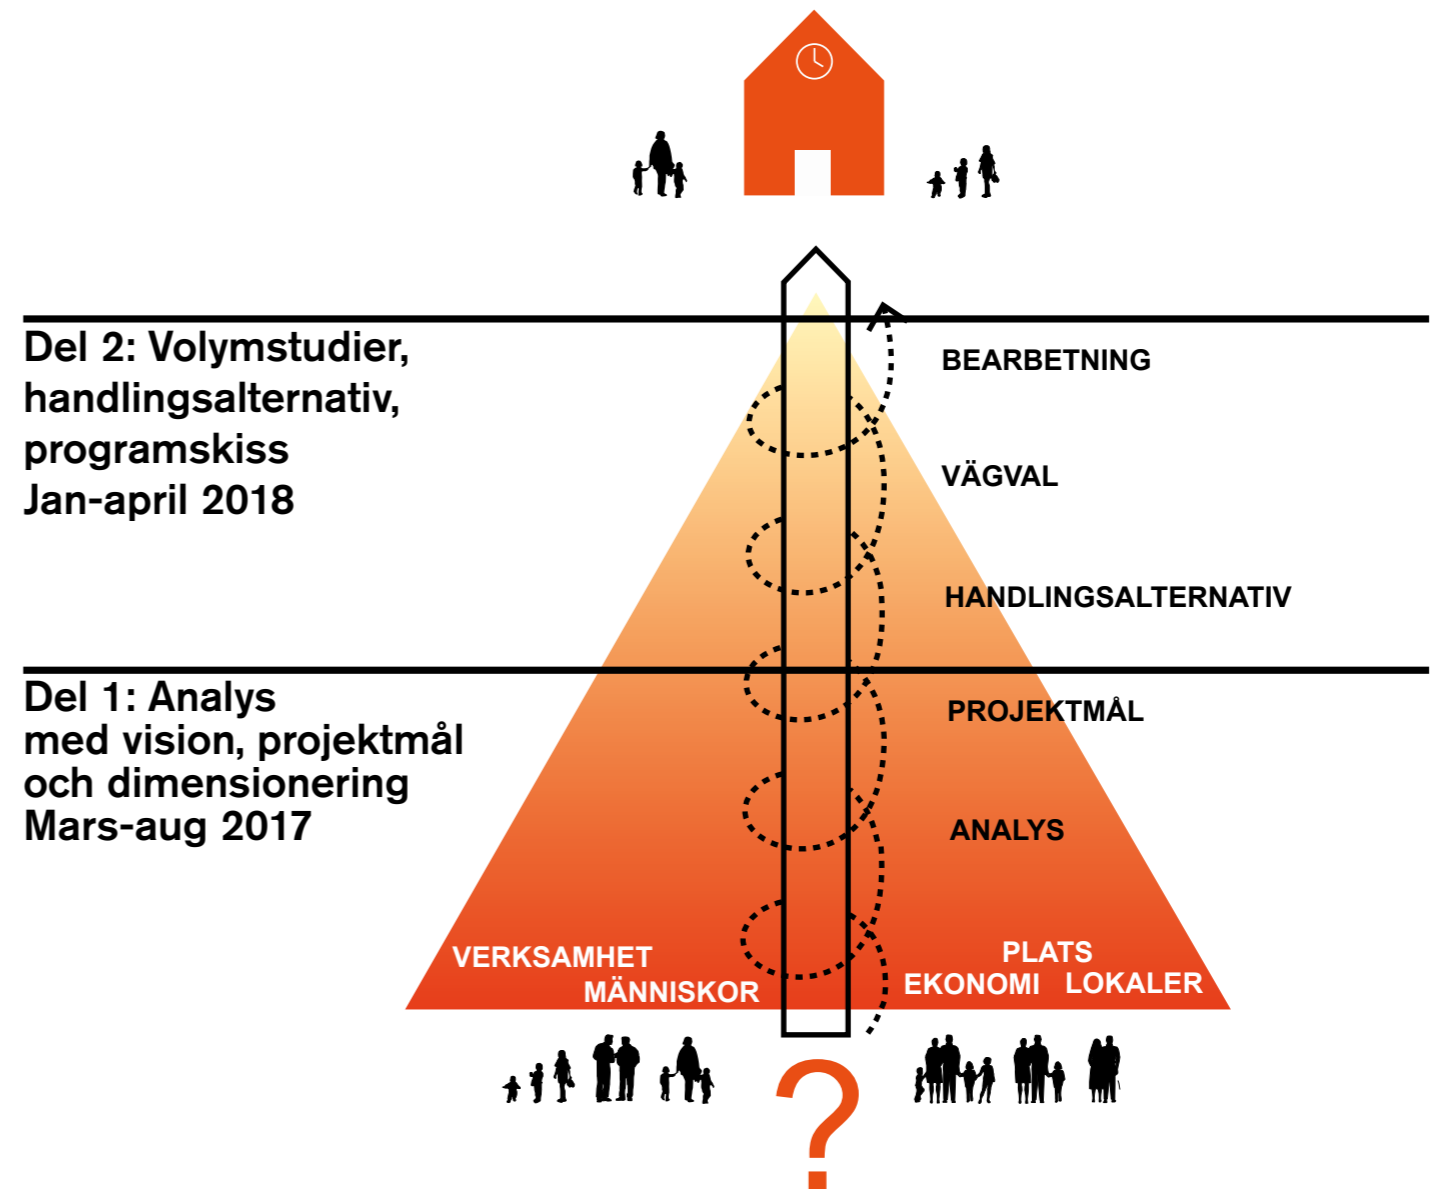 Del 2: Volymstudier,
handlingsalternativ,
programskiss
Jan-april 2018
BEARBETNING
VÄGVAL
HANDLINGSALTERNATIV
Del 1: Analys
med vision, projektmål
och dimensionering
Mars-aug 2017
PROJEKTMÅL
ANALYS
VERKSAMHET
MÄNNISKOR
PLATS
EKONOMI LOKALER
?